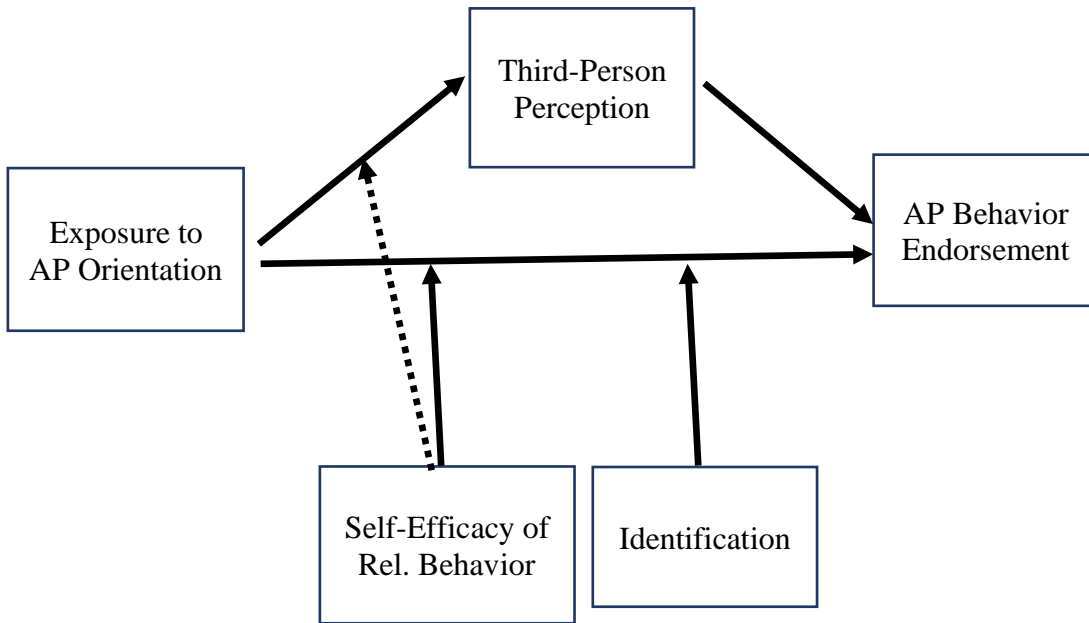 Third-Person
Perception
Exposure to
AP Orientation
AP Behavior
Endorsement
Self-Efficacy of
Rel. Behavior
Identification